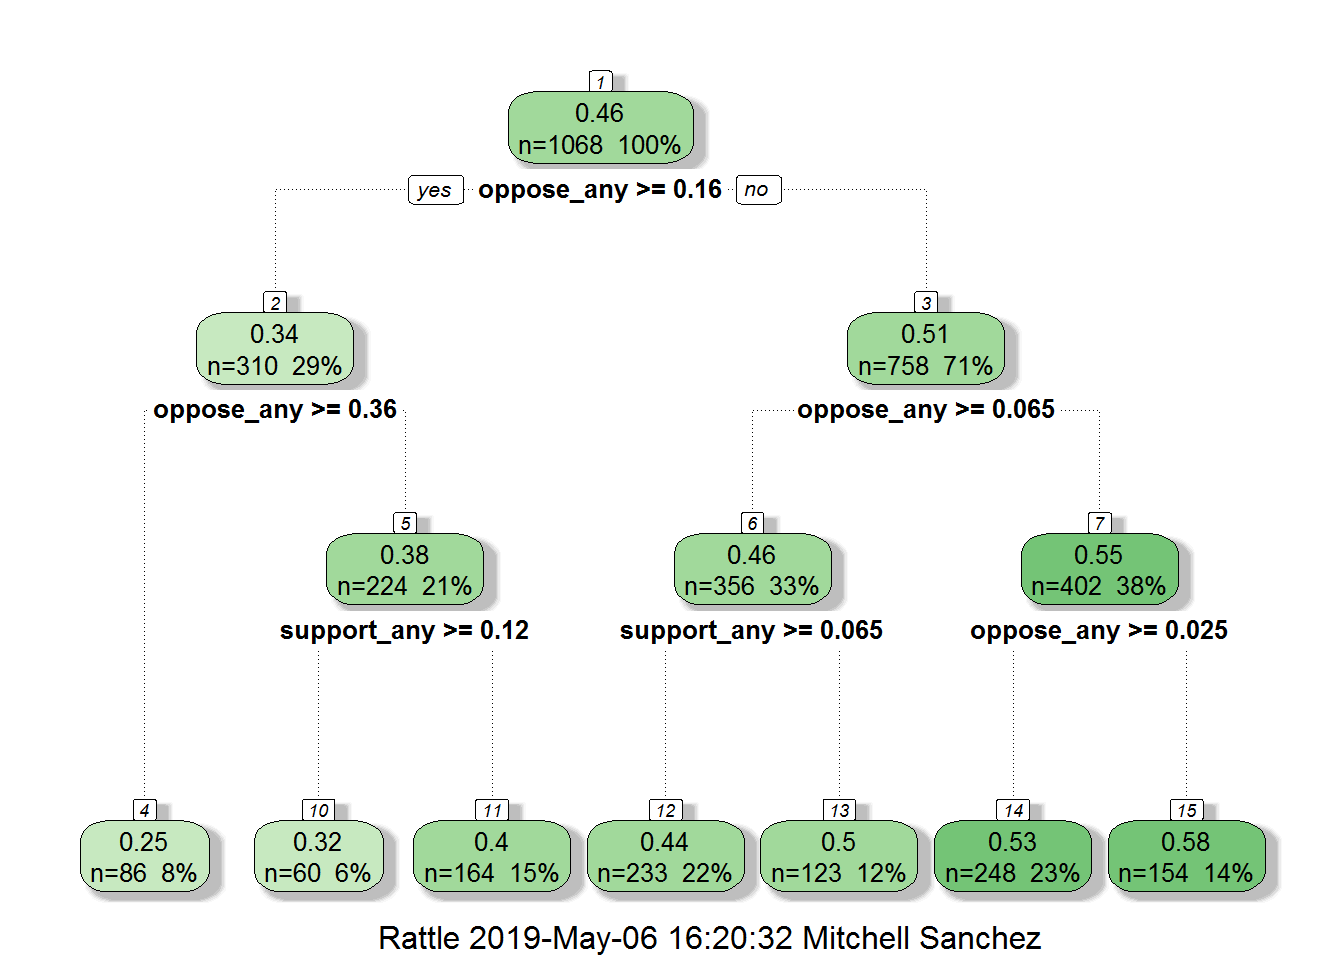 1
0.46
n=1068 100%
yes oppose_any >= 0.16 no
2
0.34
n=310 29%
3
0.51
n=758 71%
oppose_any >= 0.36
oppose_any >= 0.065
5
0.38
n=224 21%
6
0.46
n=356 33%
7
0.55
n=402 38%
support_any >= 0.12
support_any >= 0.065
oppose_any >= 0.025
4
0.25
n=86 8%
10
0.32
n=60 6%
11
0.4
n=164 15%
12
0.44
n=233 22%
13
0.5
n=123 12%
14
0.53
n=248 23%
15
0.58
n=154 14%
Rattle 2019-May-06 16:20:32 Mitchell Sanchez